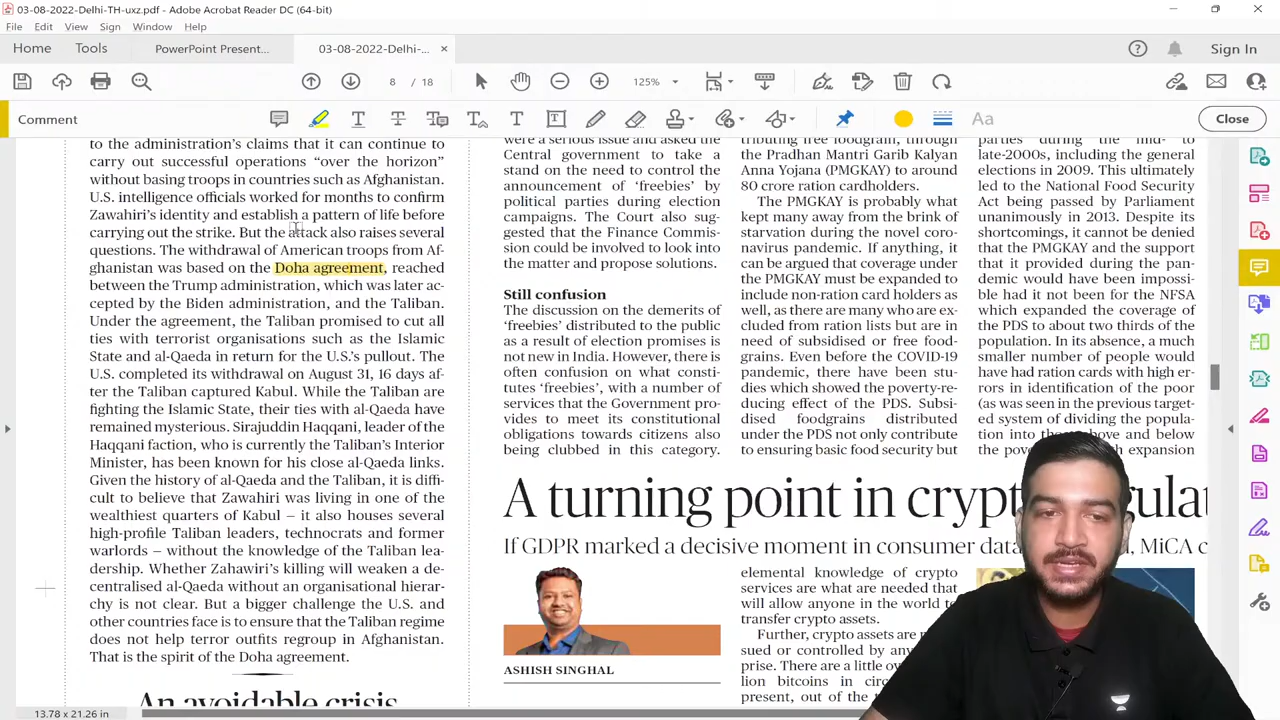 03-08-2022-Delhi-TH-uxz.pdf - Adobe Acrobat Reader DC (64-bit)
File Edit View Sign Window Help
Home Tools PowerPoint Present... 03-08-2022-Delhi-... × Sign In
8 / 18 125%
Comment Close
to the administration's claims that it can continue to
carry out successful operations “over the horizon”
without basing troops in countries such as Afghanistan.
U.S. intelligence officials worked for months to confirm
Zawahiri's identity and establish a pattern of life before
carrying out the strike. But the attack also raises several
questions. The withdrawal of American troops from Af-
ghanistan was based on the Doha agreement, reached
between the Trump administration, which was later ac-
cepted by the Biden administration, and the Taliban.
Under the agreement, the Taliban promised to cut all
ties with terrorist organisations such as the Islamic
State and al-Qaeda in return for the U.S.'s pullout. The
U.S. completed its withdrawal on August 31, 16 days af-
ter the Taliban captured Kabul. While the Taliban are
fighting the Islamic State, their ties with al-Qaeda have
remained mysterious. Sirajuddin Haqqani, leader of the
Haqqani faction, who is currently the Taliban's Interior
Minister, has been known for his close al-Qaeda links.
Given the history of al-Qaeda and the Taliban, it is diffi-
cult to believe that Zawahiri was living in one of the
wealthiest quarters of Kabul – it also houses several
high-profile Taliban leaders, technocrats and former
warlords – without the knowledge of the Taliban lea-
dership. Whether Zahawiri's killing will weaken a de-
centralised al-Qaeda without an organisational hierar-
chy is not clear. But a bigger challenge the U.S. and
other countries face is to ensure that the Taliban regime
does not help terror outfits regroup in Afghanistan.
That is the spirit of the Doha agreement.
An avoidable crisis
were a serious issue and asked the
Central government to take a
stand on the need to control the
announcement of ‘freebies’ by
political parties during election
campaigns. The Court also sug-
gested that the Finance Commis-
sion could be involved to look into
the matter and propose solutions.
Still confusion
The discussion on the demerits of
‘freebies’ distributed to the public
as a result of election promises is
not new in India. However, there is
often confusion on what consti-
tutes ‘freebies’, with a number of
services that the Government pro-
vides to meet its constitutional
obligations towards citizens also
being clubbed in this category.
tributing free foodgrain, through
the Pradhan Mantri Garib Kalyan
Anna Yojana (PMGKAY) to around
80 crore ration cardholders.
The PMGKAY is probably what
kept many away from the brink of
starvation during the novel coro-
navirus pandemic. If anything, it
can be argued that coverage under
the PMGKAY must be expanded to
include non-ration card holders as
well, as there are many who are ex-
cluded from ration lists but are in
need of subsidised or free food-
grains. Even before the COVID-19
pandemic, there have been stu-
dies which showed the poverty-re-
ducing effect of the PDS. Subsi-
dised foodgrains distributed
under the PDS not only contribute
to ensuring basic food security but
parties during the mid- to
late-2000s, including the general
elections in 2009. This ultimately
led to the National Food Security
Act being passed by Parliament
unanimously in 2013. Despite its
shortcomings, it cannot be denied
that the PMGKAY and the support
that it provided during the pan-
demic would have been impossi-
ble had it not been for the NFSA
which expanded the coverage of
the PDS to about two thirds of the
population. In its absence, a much
smaller number of people would
have had ration cards with high er-
rors in identification of the poor
(as was seen in the previous target-
ed system of dividing the popula-
tion into the above and below
the expansion
A turning point in
If GDPR marked a decisive moment in consumer data MiCA
ASHISH SINGHAL
elemental knowledge of crypto
services are what are needed that
will allow anyone in the world to
transfer crypto assets.
Further, crypto assets are
sued or controlled by
prise. There are a little
lion bitcoins in
present, out of the
13.78 x 21.26 in